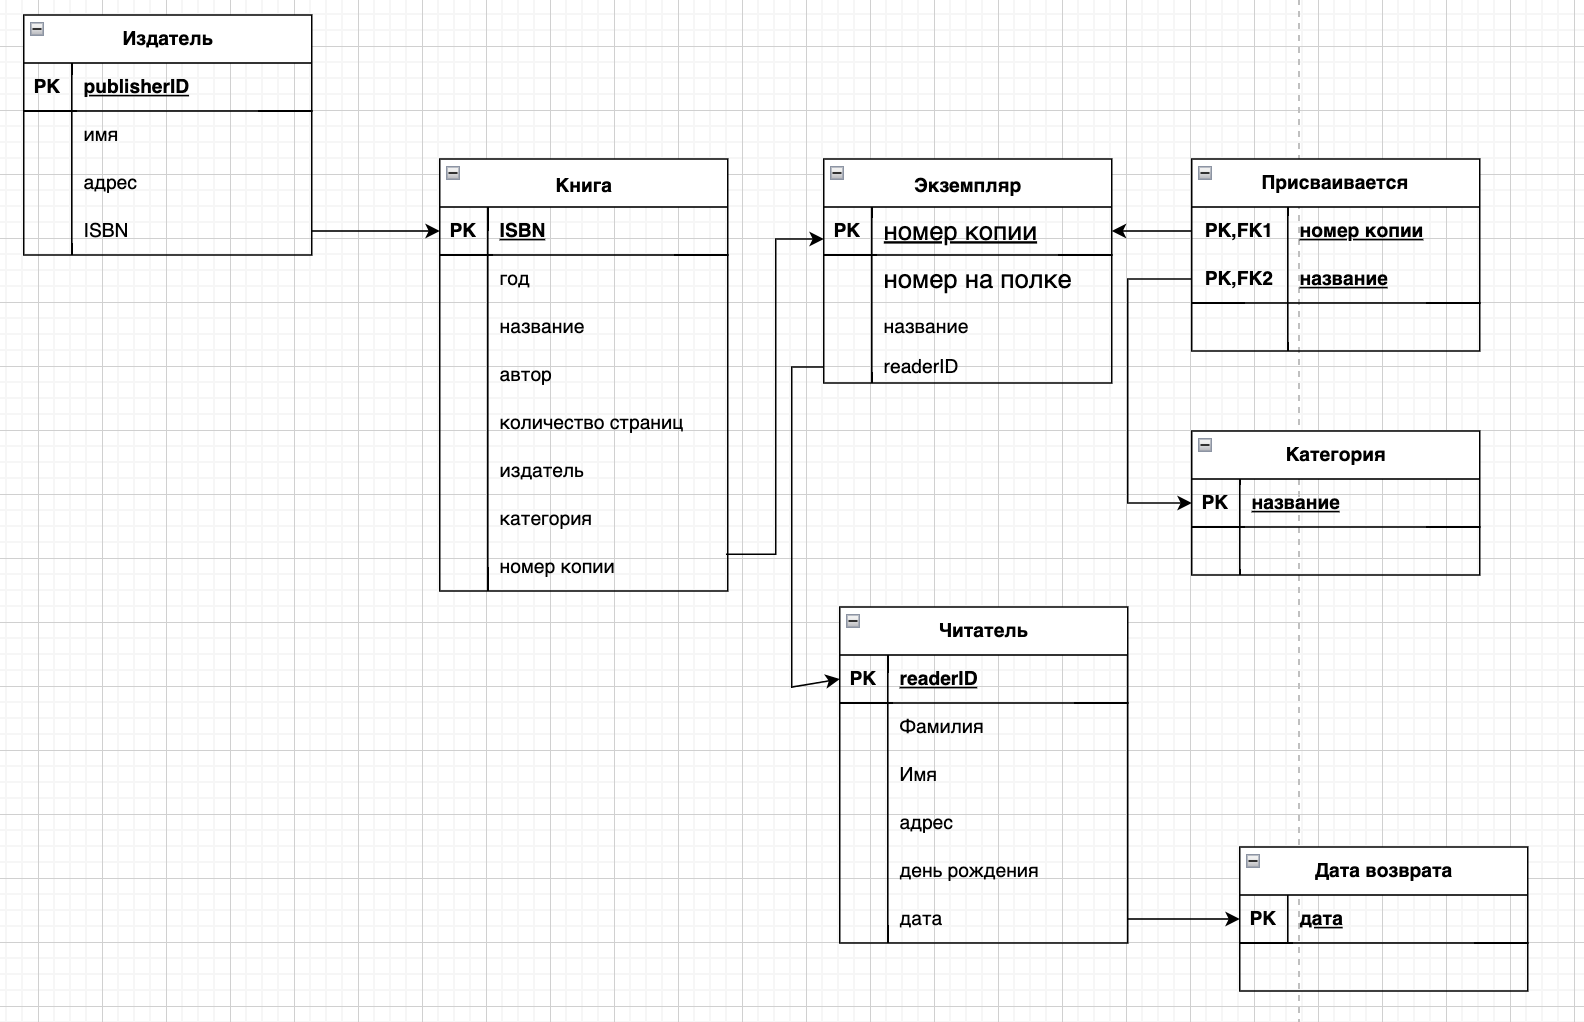 Издатель
PK publisherID
имя
адрес
ISBN
Книга
PK ISBN
год
название
автор
количество страниц
издатель
категория
номер копии
Экземпляр
PK номер копии
номер на полке
название
readerID
Присваивается
PK,FK1 номер копии
PK,FK2 название
Категория
PK название
Читатель
PK readerID
Фамилия
Имя
адрес
день рождения
дата
Дата возврата
PK дата